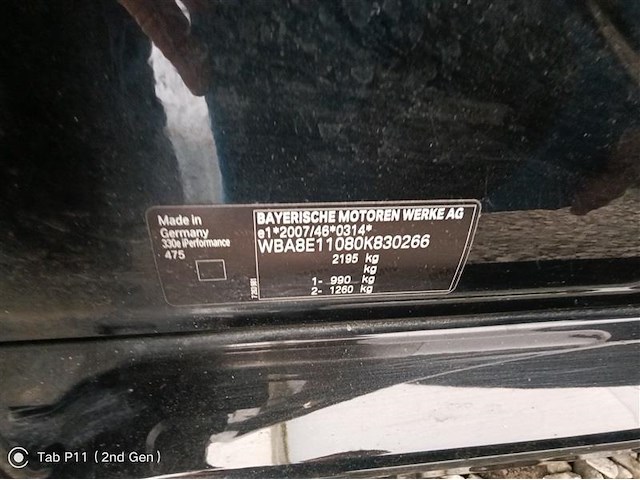 Made in
Germany
330e iPerformance
475
BAYERISCHE MOTOREN WERKE AG
e1*2007/46*0314*
WBA8E11080K830266
2195 kg
kg
1- 990 kg
2- 1260 kg
Tab P11 (2nd Gen)